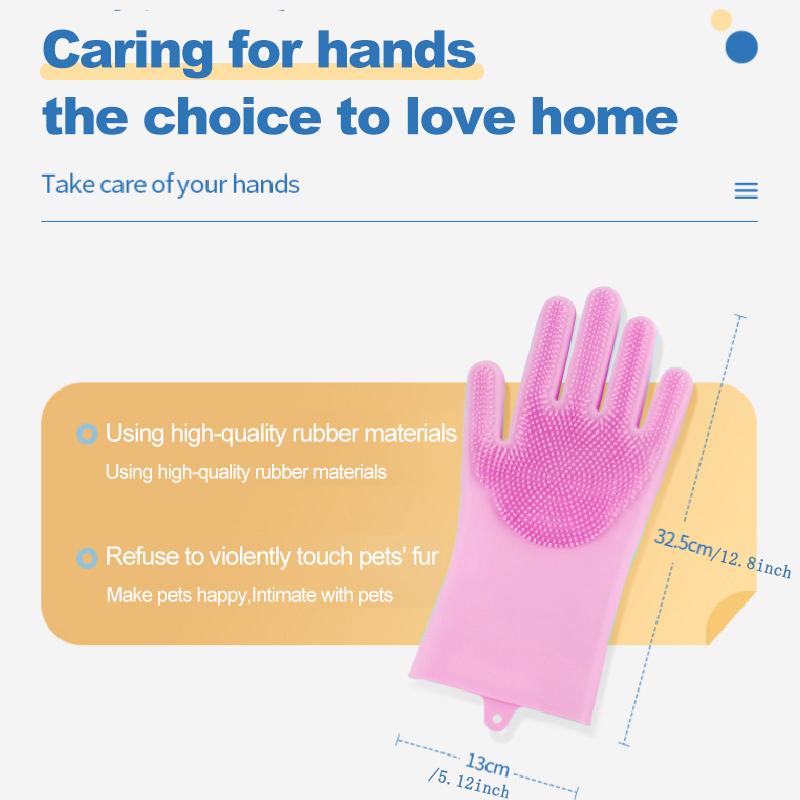 Caring for hands
the choice to love home
Take care of your hands
Using high-quality rubber materials
Using high-quality rubber materials
Refuse to violently touch pets' fur
Make pets happy,Intimate with pets
32.5cm/12.8inch
13cm
/5.12inch